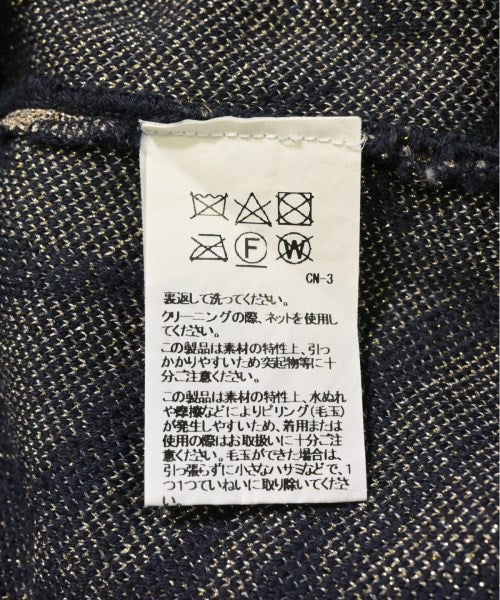 F W
CN-3
裏返して洗ってください。
クリーニングの際、ネットを使用し
てください。
この製品は素材の特性上、引っ
かかりやすいため突起物等に十
分ご注意ください。
この製品は素材の特性上、水ぬれ
や摩擦などによりピリング(毛玉)
が発生しやすいため、着用または
使用の際はお取扱いに十分ご注
意ください。毛玉ができた場合は、
引っ張らずに小さなハサミなどで、1
つ1つていねいに取り除いてくださ
い。